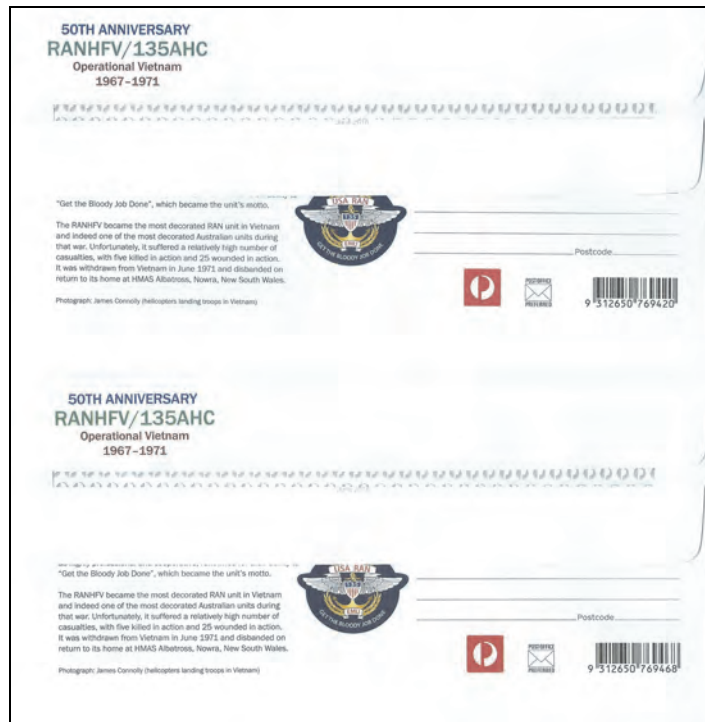 50TH ANNIVERSARY
RANHFV/135AHC
Operational Vietnam
1967–1971
"Get the Bloody Job Done", which became the unit's motto.
The RANHFV became the most decorated RAN unit in Vietnam
and indeed one of the most decorated Australian units during
that war. Unfortunately, it suffered a relatively high number of
casualties, with five killed in action and 25 wounded in action.
It was withdrawn from Vietnam in June 1971 and disbanded on
return to its home at HMAS Albatross, Nowra, New South Wales.
Photograph: James Connolly (helicopters landing troops in Vietnam)
USA RAN
135
EMU
GET THE BLOODY JOB DONE
Postcode
POST OFFICE
PREFERRED
9 312650 769420
50TH ANNIVERSARY
RANHFV/135AHC
Operational Vietnam
1967–1971
"Get the Bloody Job Done", which became the unit's motto.
The RANHFV became the most decorated RAN unit in Vietnam
and indeed one of the most decorated Australian units during
that war. Unfortunately, it suffered a relatively high number of
casualties, with five killed in action and 25 wounded in action.
It was withdrawn from Vietnam in June 1971 and disbanded on
return to its home at HMAS Albatross, Nowra, New South Wales.
Photograph: James Connolly (helicopters landing troops in Vietnam)
USA RAN
135
EMU
GET THE BLOODY JOB DONE
Postcode
POST OFFICE
PREFERRED
9 312650 769468